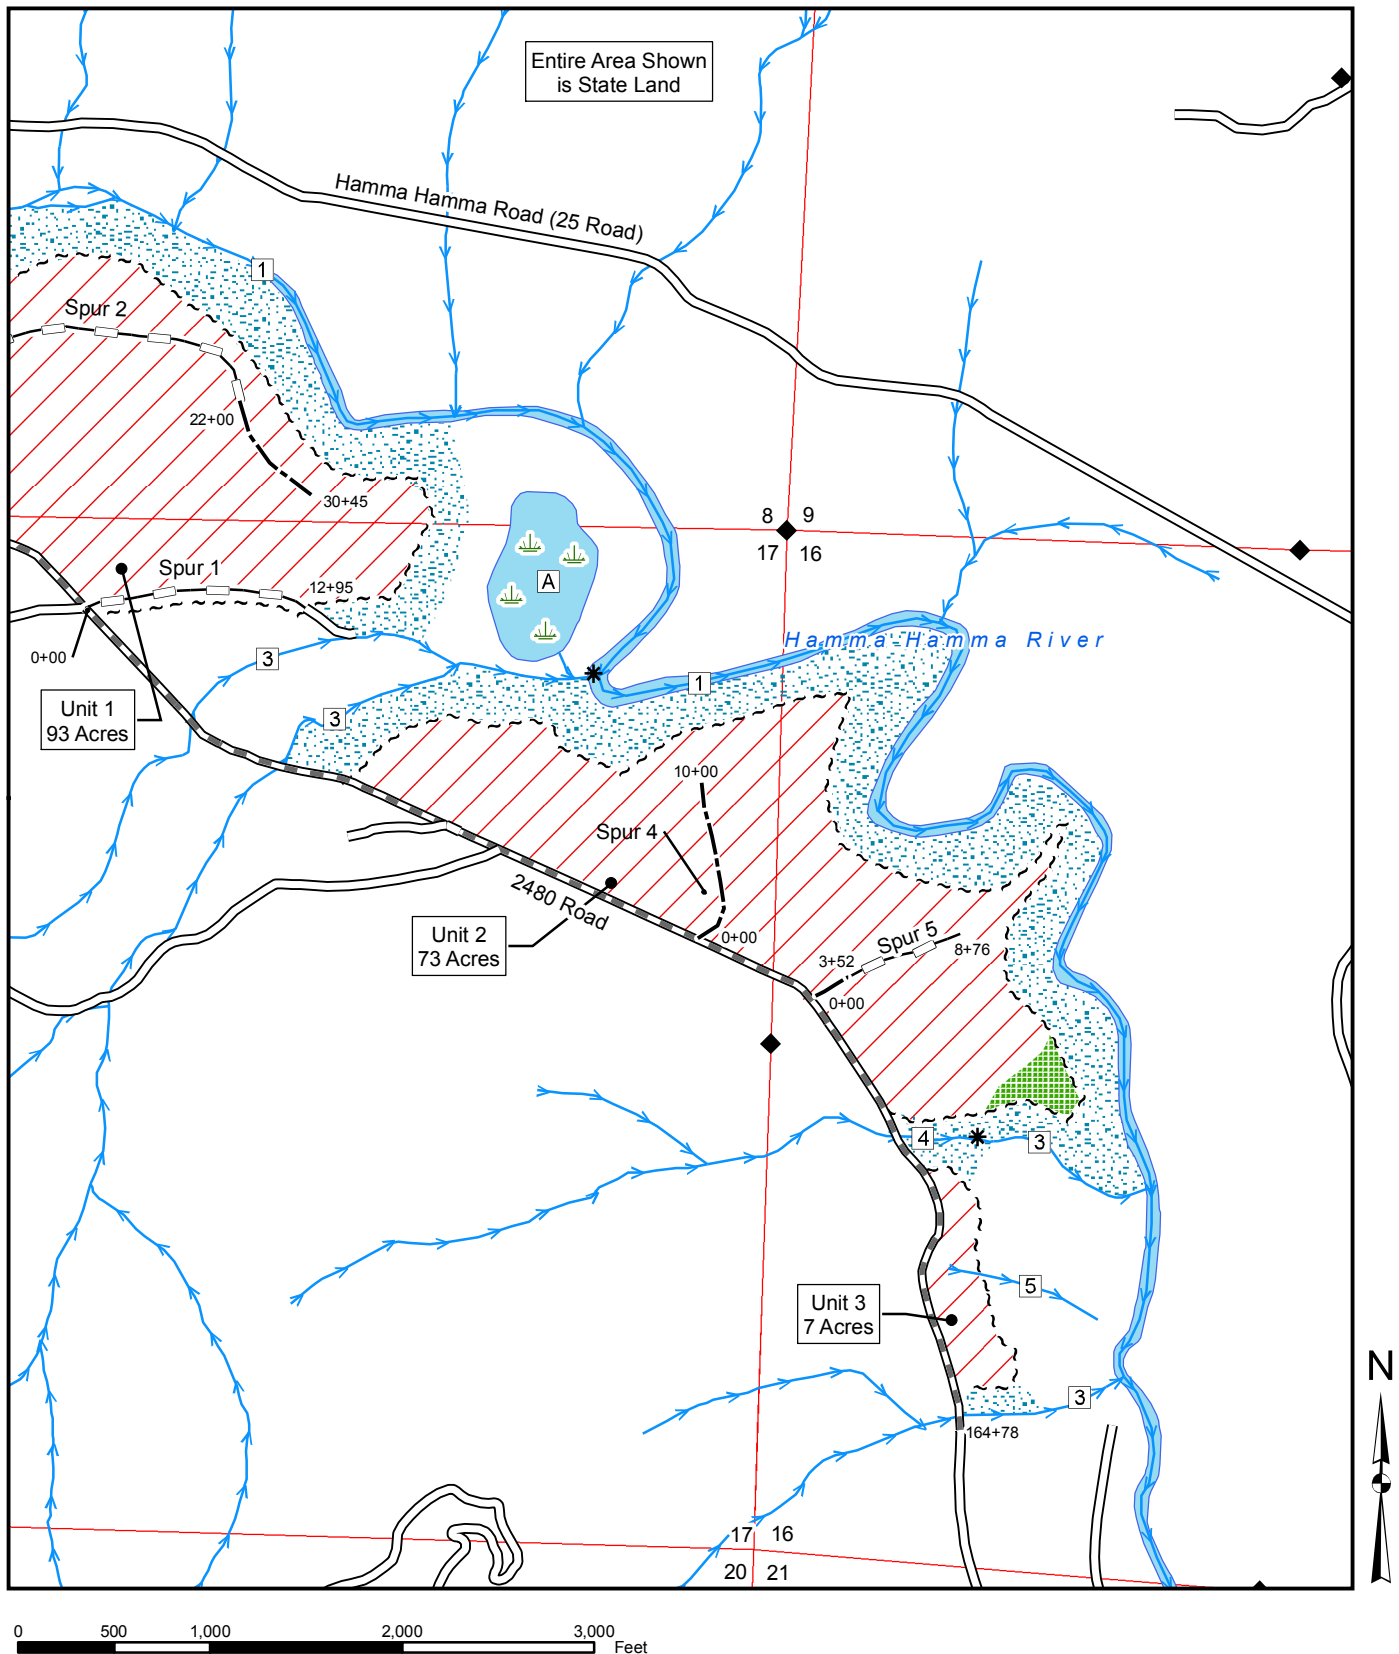 Entire Area Shown
is State Land
Hamma Hamma Road (25 Road)
1
Spur 2
22+00
30+45
8 9
17 16
A
Spur 1
12+95
0+00
3
Hamma Hamma River
1
Unit 1
93 Acres
3
10+00
Spur 4
2480 Road
Unit 2
73 Acres
0+00
Spur 5
3+52
8+76
0+00
4
3
5
Unit 3
7 Acres
3
164+78
N
17 16
20 21
0 500 1,000 2,000 3,000
Feet